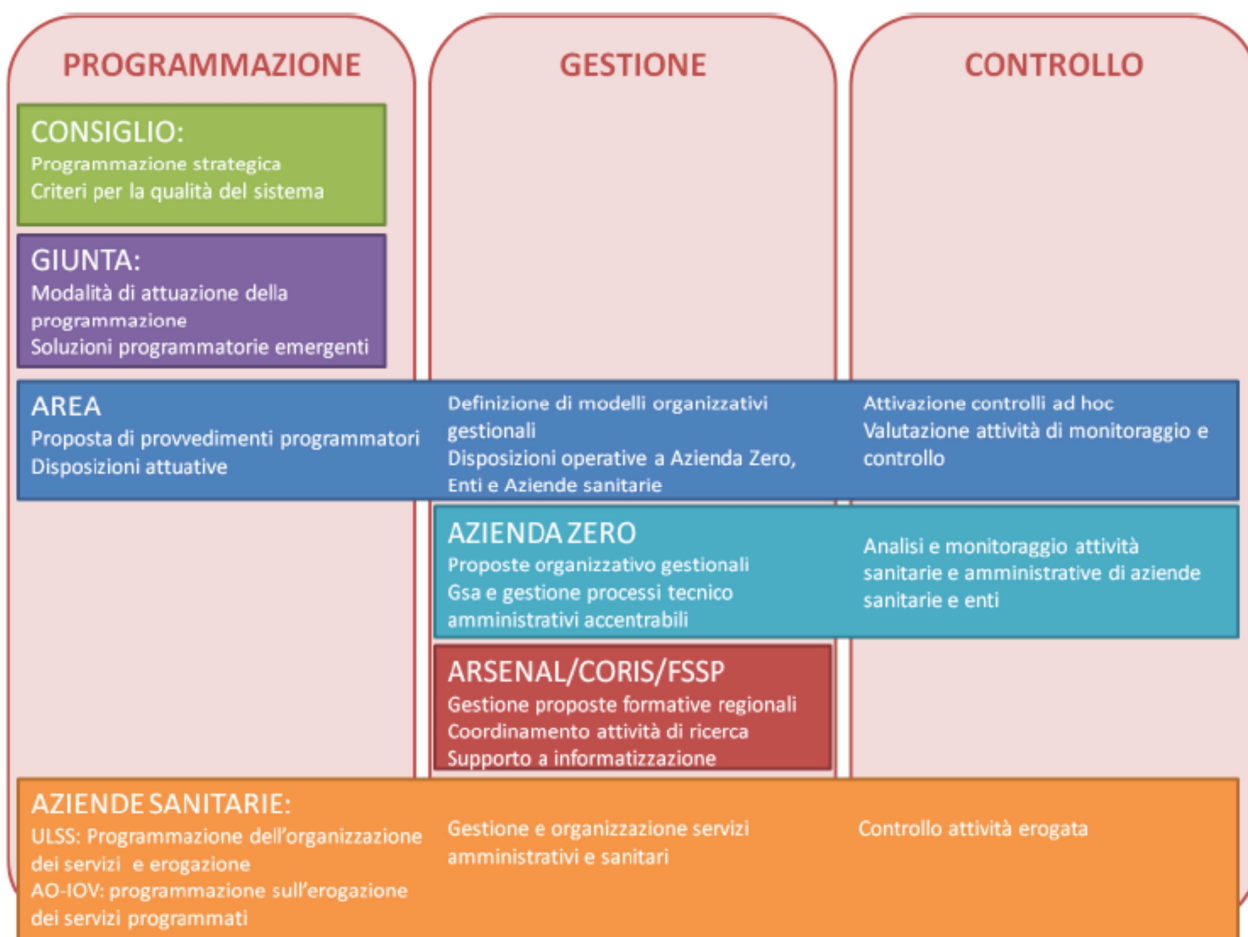 PROGRAMMAZIONE
GESTIONE
CONTROLLO
CONSIGLIO:
Programmazione strategica
Criteri per la qualità del sistema
GIUNTA:
Modalità di attuazione della
programmazione
Soluzioni programmatorie emergenti
AREA
Proposta di provvedimenti programmatori
Disposizioni attuative
Definizione di modelli organizzativi
gestionali
Disposizioni operative a Azienda Zero,
Enti e Aziende sanitarie
Attivazione controlli ad hoc
Valutazione attività di monitoraggio e
controllo
AZIENDA ZERO
Proposte organizzativo gestionali
Gsa e gestione processi tecnico
amministrativi accentrabili
Analisi e monitoraggio attività
sanitarie e amministrative di aziende
sanitarie e enti
ARSENAL/CORIS/FSSP
Gestione proposte formative regionali
Coordinamento attività di ricerca
Supporto a informatizzazione
AZIENDE SANITARIE:
ULSS: Programmazione dell'organizzazione
dei servizi e erogazione
AO-IOV: programmazione sull'erogazione
dei servizi programmati
Gestione e organizzazione servizi
amministrativi e sanitari
Controllo attività erogata